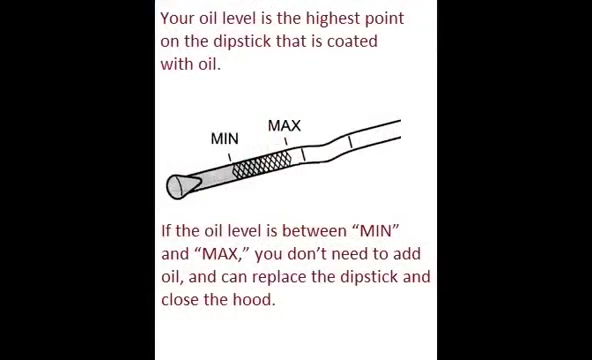 Your oil level is the highest point
on the dipstick that is coated
with oil.
MAX
MIN
If the oil level is between “MIN”
and “MAX,” you don’t need to add
oil, and can replace the dipstick and
close the hood.